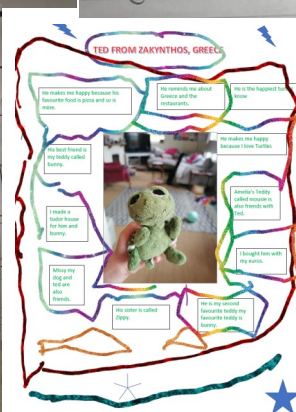 TED FROM ZAKYNTHOS, GREECE
He makes me happy because his
favourite food is pizza and so is
mine.
He reminds me about
Greece and the
restaurants.
He is the happiest
know
He makes me happy
because I love Turtles
His best friend is
my teddy called
bunny.
Amelia's Teddy
called mouse is
also friends with
Ted.
I made a
tudor house
for him and
bunny.
I bought him with
my euros.
Missy my
dog and
ted are
also
friends.
His sister is called
Zippy.
He is my second
favourite teddy my
favourite teddy is
bunny.